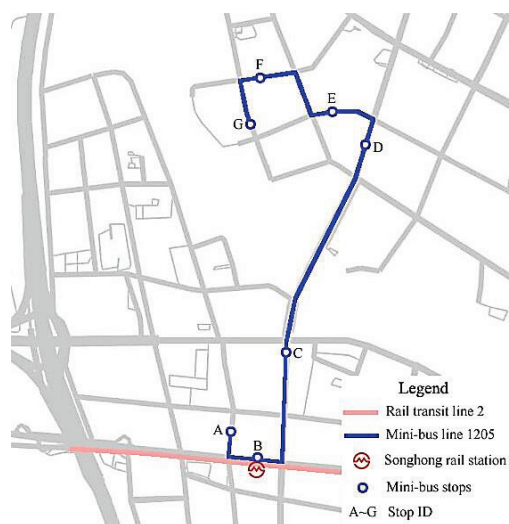 F
E
G
D
C
A
B
Legend
Rail transit line 2
Mini-bus line 1205
Songhong rail station
Mini-bus stops
A~G Stop ID